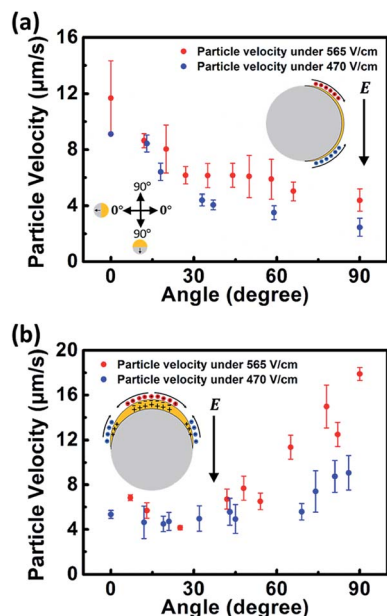 (a)
16
12
8
4
0
Particle Velocity (µm/s)
Particle velocity under 565 V/cm
Particle velocity under 470 V/cm
E
90°
0° 0°
90°
0 30 60 90
Angle (degree)
(b)
20
16
12
8
4
0
Particle Velocity (µm/s)
Particle velocity under 565 V/cm
Particle velocity under 470 V/cm
E
0 30 60 90
Angle (degree)